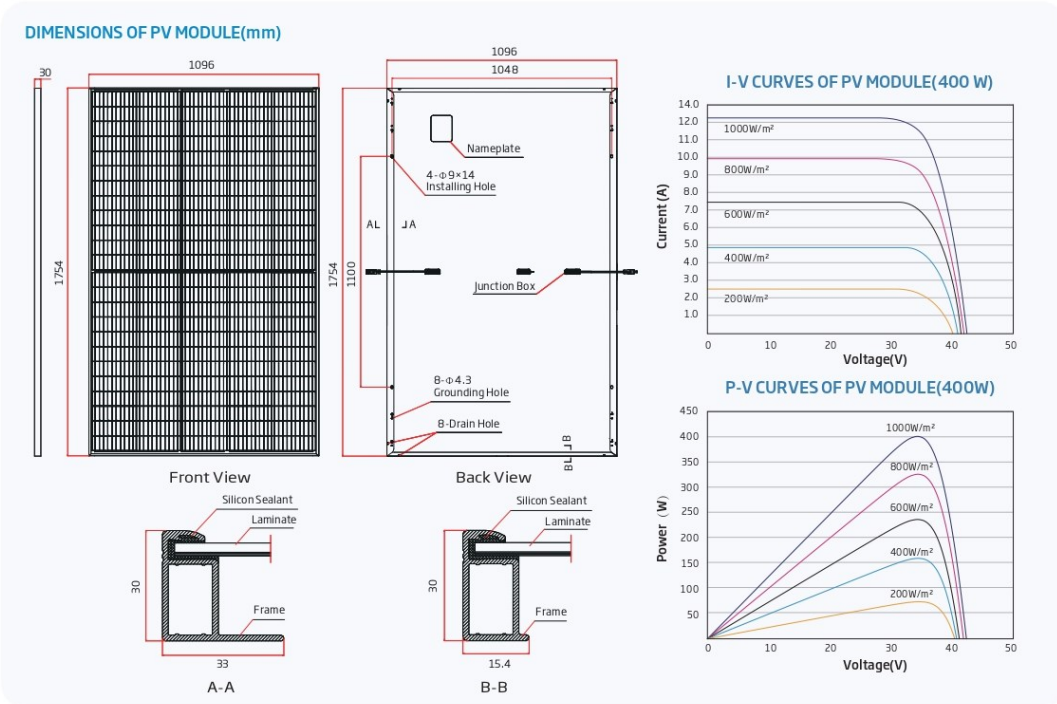 DIMENSIONS OF PV MODULE(mm)
30
1096
1754
Front View
1096
1048
Nameplate
4-Φ9×14
Installing Hole
A
A
1754
1100
Junction Box
8-Φ4.3
Grounding Hole
8-Drain Hole
B
B
Back View
Silicon Sealant
Laminate
30
Frame
33
A-A
Silicon Sealant
Laminate
30
Frame
15.4
B-B
I-V CURVES OF PV MODULE(400 W)
14.0
12.0
11.0
10.0
9.0
8.0
7.0
6.0
5.0
4.0
3.0
2.0
1.0
Current (A)
1000W/m²
800W/m²
600W/m²
400W/m²
200W/m²
0 10 20 30 40 50
Voltage(V)
P-V CURVES OF PV MODULE(400W)
450
400
350
300
250
200
150
100
50
Power（W）
1000W/m²
800W/m²
600W/m²
400W/m²
200W/m²
0 10 20 30 40 50
Voltage(V)